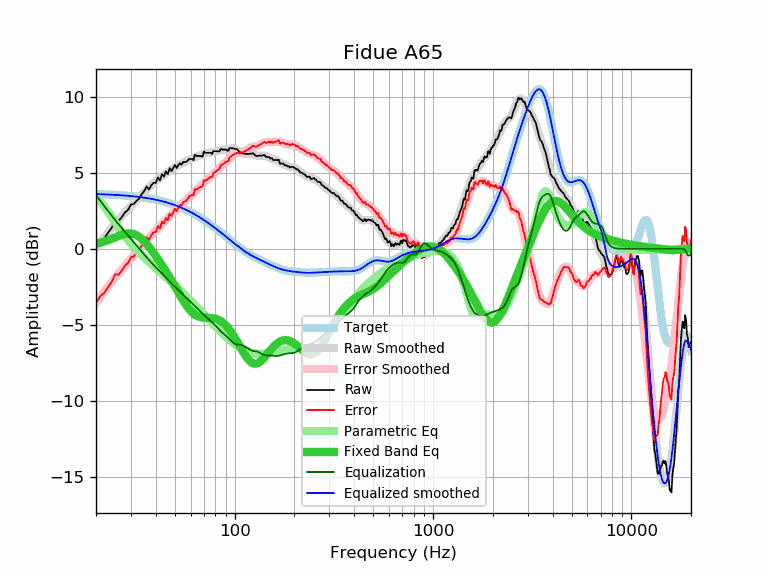 Fidue A65
10
5
0
−5
−10
−15
Amplitude (dBr)
Target
Raw Smoothed
Error Smoothed
Raw
Error
Parametric Eq
Fixed Band Eq
Equalization
Equalized smoothed
100
1000
10000
Frequency (Hz)